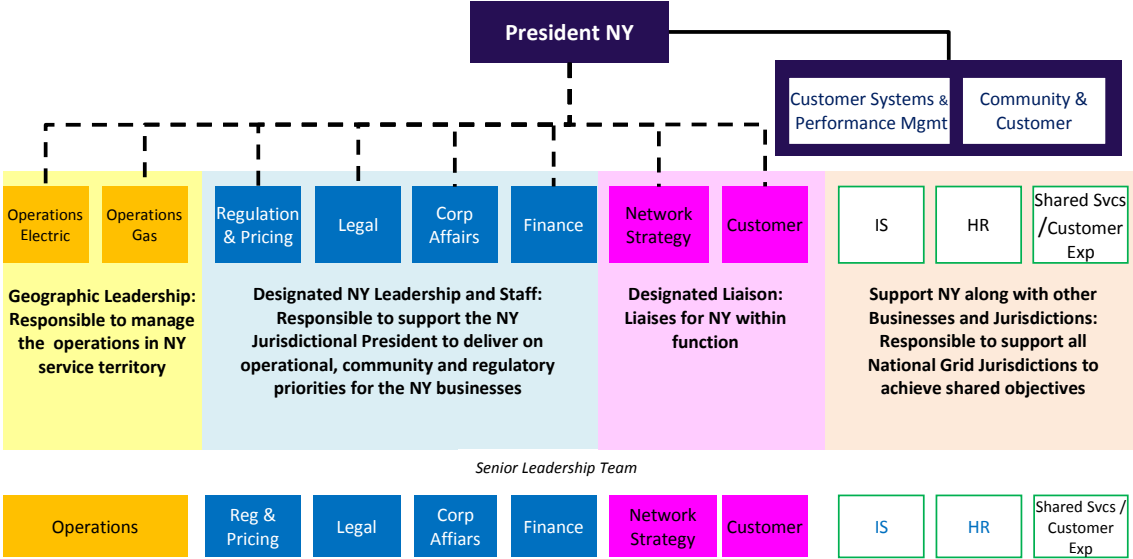 President NY
Customer Systems &
Performance Mgmt
Community &
Customer
Operations
Electric
Operations
Gas
Regulation
& Pricing
Legal
Corp
Affairs
Finance
Network
Strategy
Customer
IS
HR
Shared Svcs
/Customer
Exp
Geographic Leadership:
Responsible to manage
the operations in NY
service territory
Designated NY Leadership and Staff:
Responsible to support the NY
Jurisdictional President to deliver on
operational, community and regulatory
priorities for the NY businesses
Designated Liaison:
Liaises for NY within
function
Support NY along with other
Businesses and Jurisdictions:
Responsible to support all
National Grid Jurisdictions to
achieve shared objectives
Senior Leadership Team
Operations
Reg &
Pricing
Legal
Corp
Affiars
Finance
Network
Strategy
Customer
IS
HR
Shared Svcs /
Customer
Exp